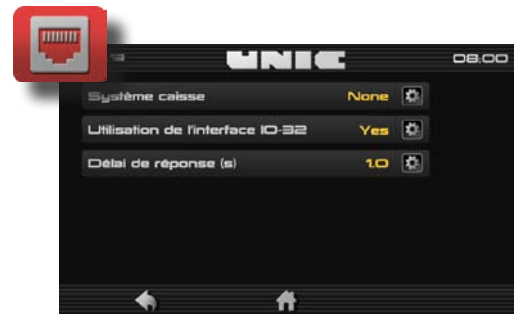 UNIC 08:00
Système caisse None
Utilisation de l'interface IO-32 Yes
Délai de réponse (s) 1.0